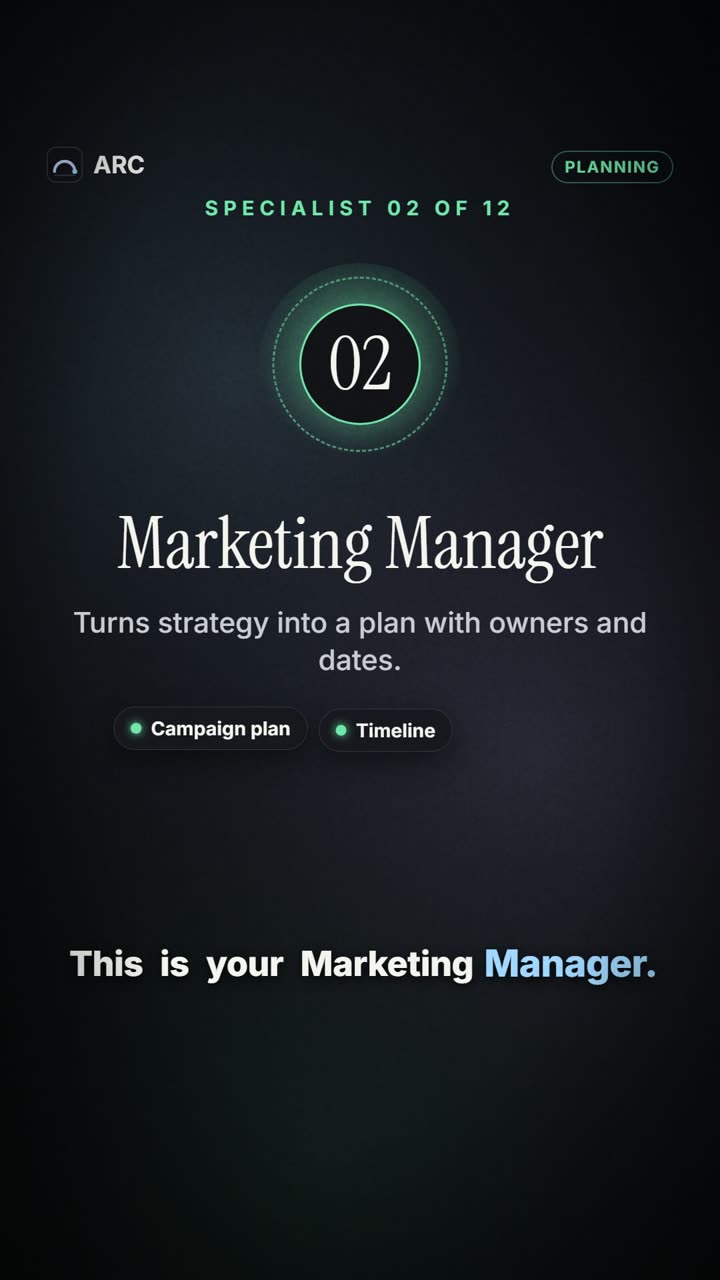 ARC
PLANNING
SPECIALIST 02 OF 12
02
Marketing Manager
Turns strategy into a plan with owners and
dates.
Campaign plan
Timeline
This is your Marketing Manager.